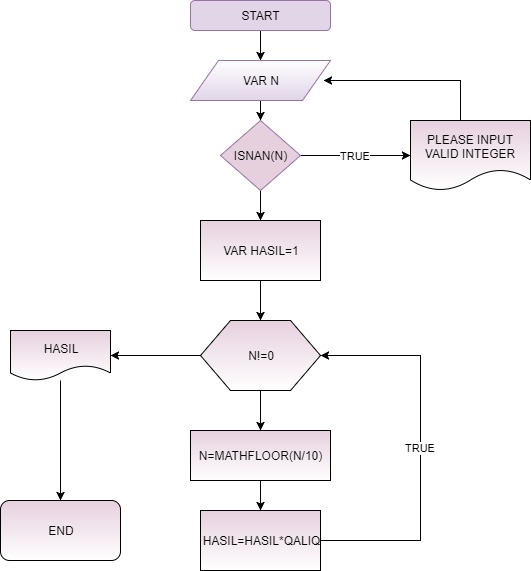 START
VAR N
ISNAN(N)
TRUE
PLEASE INPUT
VALID INTEGER
VAR HASIL=1
HASIL
N!=0
TRUE
N=MATHFLOOR(N/10)
END
HASIL=HASIL*QALIQ